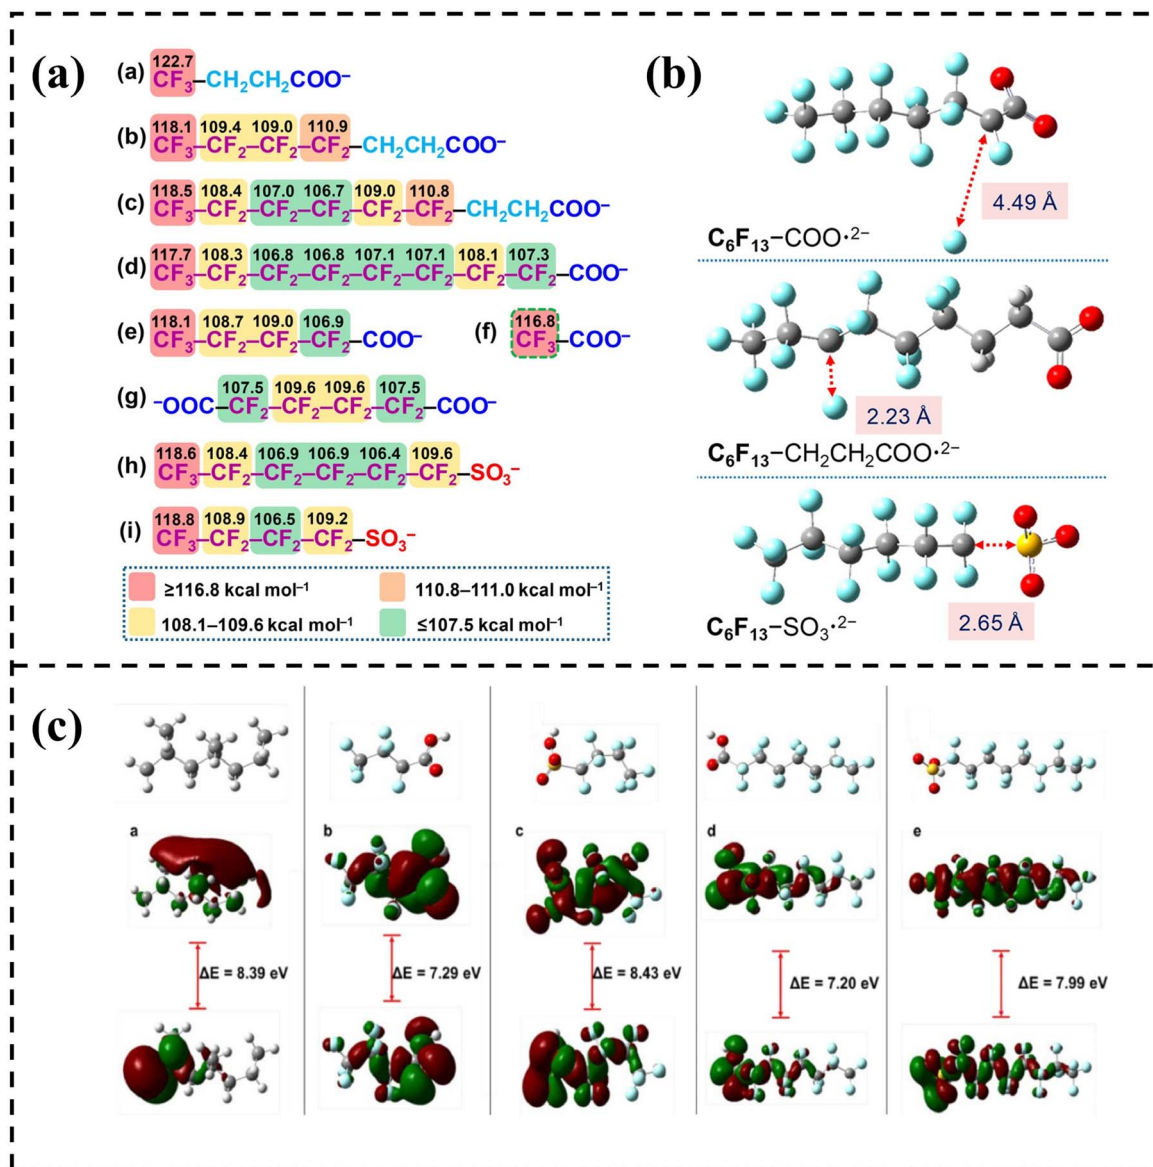 (a)
(a) 122.7
CF₃–CH₂CH₂COO⁻
(b) 118.1 109.4 109.0 110.9
CF₃–CF₂–CF₂–CF₂–CH₂CH₂COO⁻
(c) 118.5 108.4 107.0 106.7 109.0 110.8
CF₃–CF₂–CF₂–CF₂–CF₂–CF₂–CH₂CH₂COO⁻
(d) 117.7 108.3 106.8 106.8 107.1 107.1 108.1 107.3
CF₃–CF₂–CF₂–CF₂–CF₂–CF₂–CF₂–CF₂–COO⁻
(e) 118.1 108.7 109.0 106.9
CF₃–CF₂–CF₂–CF₂–COO⁻
(f) 116.8
CF₃–COO⁻
(g) 107.5 109.6 109.6 107.5
⁻OOC–CF₂–CF₂–CF₂–CF₂–COO⁻
(h) 118.6 108.4 106.9 106.9 106.4 109.6
CF₃–CF₂–CF₂–CF₂–CF₂–CF₂–SO₃⁻
(i) 118.8 108.9 106.5 109.2
CF₃–CF₂–CF₂–CF₂–SO₃⁻
≥116.8 kcal mol⁻¹
110.8–111.0 kcal mol⁻¹
108.1–109.6 kcal mol⁻¹
≤107.5 kcal mol⁻¹
(b)
4.49 Å
C₆F₁₃–COO•²⁻
2.23 Å
C₆F₁₃–CH₂CH₂COO•²⁻
2.65 Å
C₆F₁₃–SO₃•²⁻
(c)
a
b
c
d
e
ΔE = 8.39 eV
ΔE = 7.29 eV
ΔE = 8.43 eV
ΔE = 7.20 eV
ΔE = 7.99 eV